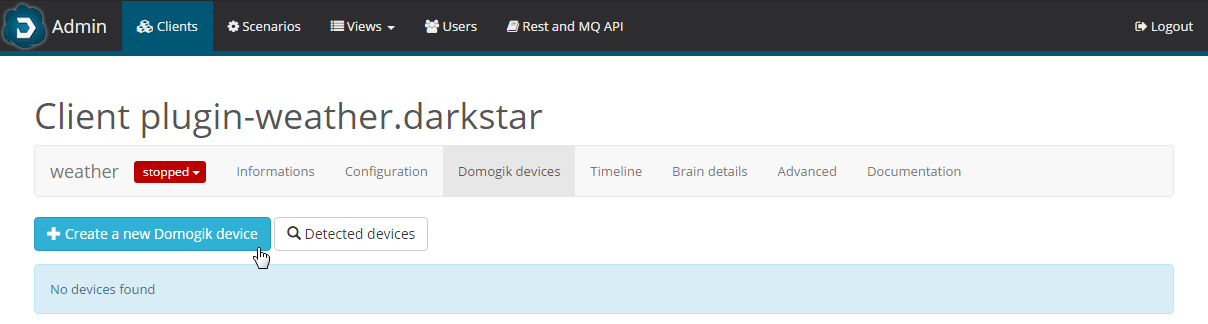 Admin Clients Scenarios Views Users Rest and MQ API Logout
Client plugin-weather.darkstar
weather stopped Informations Configuration Domogik devices Timeline Brain details Advanced Documentation
Create a new Domogik device Detected devices
No devices found